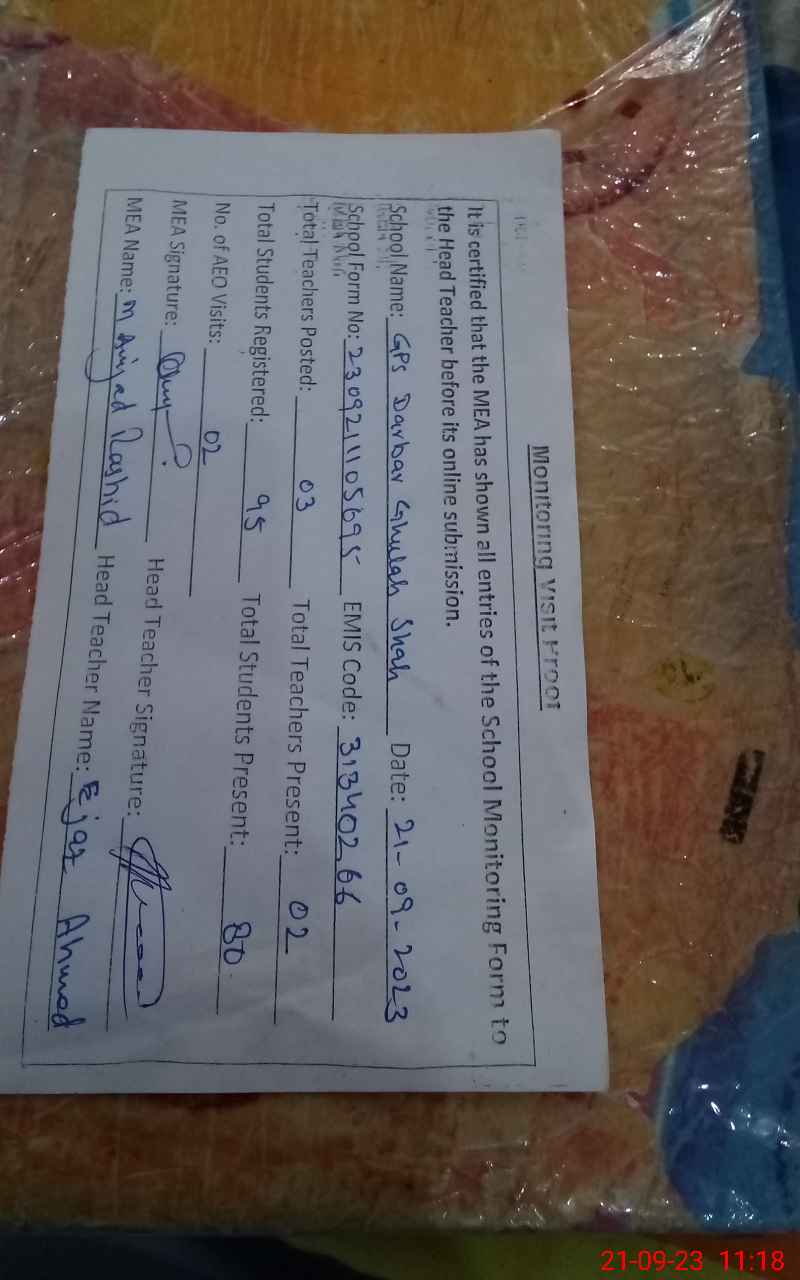 Monitoring Visit Proof
It is certified that the MEA has shown all entries of the School Monitoring Form to
the Head Teacher before its online submission.
School Name: GPS Darbar Ghulah Shah Date: 21-09-2023
School Form No: 230921105695 EMIS Code: 31340266
Total Teachers Posted: 03 Total Teachers Present: 02
Total Students Registered: 95 Total Students Present: 80
No. of AEO Visits: 02
MEA Signature: Head Teacher Signature:
MEA Name: M Amjad Rashid Head Teacher Name: Ejaz Ahmad
21-09-23 11:18